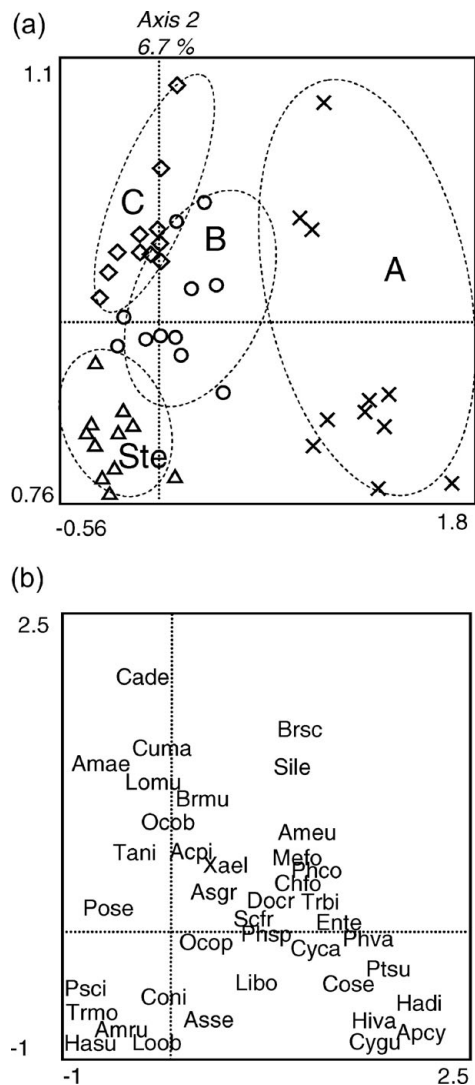 (a)
Axis 2
6.7 %
1.1
C
B
A
Ste
0.76
-0.56
1.8
(b)
2.5
Cade
Brsc
Cuma
Amae
Sile
Lomu
Brmu
Ocob
Ameu
Tani
Acpi
Mefo
Xael
Phco
Chfo
Asgr
Docr
Trbi
Pose
Scfr
Ente
Phsp
Phva
Ocop
Cyca
Ptsu
Libo
Cose
Psci
Coni
Hadi
Trmo
Asse
Hiva
Amru
Apcy
Hasu
Loob
Cygu
-1
-1
2.5